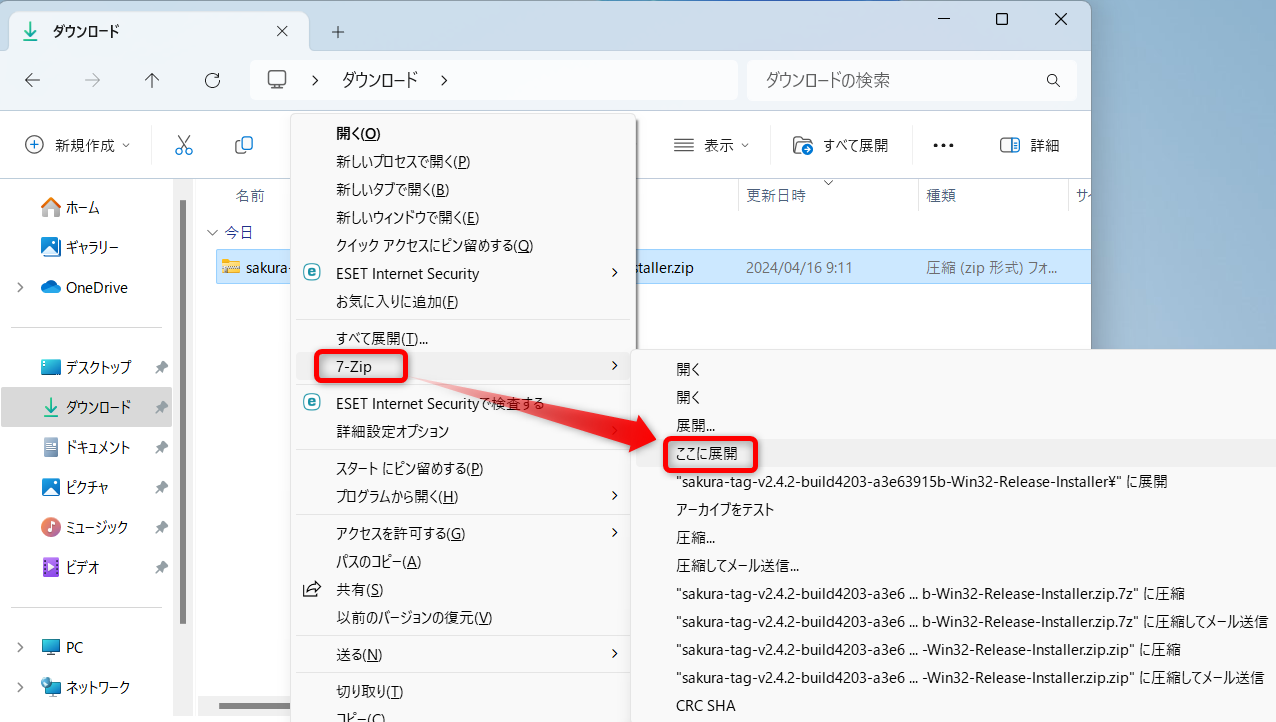 ダウンロード
ダウンロード
ダウンロードの検索
新規作成
表示
すべて展開
詳細
名前
更新日時
種類
サイ
今日
sakura-
staller.zip
2024/04/16 9:11
圧縮 (zip 形式) フォ...
ホーム
ギャラリー
OneDrive
デスクトップ
ダウンロード
ドキュメント
ピクチャ
ミュージック
ビデオ
PC
ネットワーク
開く(O)
新しいプロセスで開く(P)
新しいタブで開く(B)
新しいウィンドウで開く(E)
クイック アクセスにピン留めする(Q)
ESET Internet Security
お気に入りに追加(F)
すべて展開(T)...
7-Zip
ESET Internet Securityで検査する
詳細設定オプション
スタート にピン留めする(P)
プログラムから開く(H)
アクセスを許可する(G)
パスのコピー(A)
共有(S)
以前のバージョンの復元(V)
送る(N)
切り取り(T)
コピー(C)
開く
開く
展開...
ここに展開
"sakura-tag-v2.4.2-build4203-a3e63915b-Win32-Release-Installer¥" に展開
アーカイブをテスト
圧縮...
圧縮してメール送信...
"sakura-tag-v2.4.2-build4203-a3e6 ... b-Win32-Release-Installer.zip.7z" に圧縮
"sakura-tag-v2.4.2-build4203-a3e6 ... b-Win32-Release-Installer.zip.7z" に圧縮してメール送信
"sakura-tag-v2.4.2-build4203-a3e6 ... -Win32-Release-Installer.zip.zip" に圧縮
"sakura-tag-v2.4.2-build4203-a3e6 ... -Win32-Release-Installer.zip.zip" に圧縮してメール送信
CRC SHA